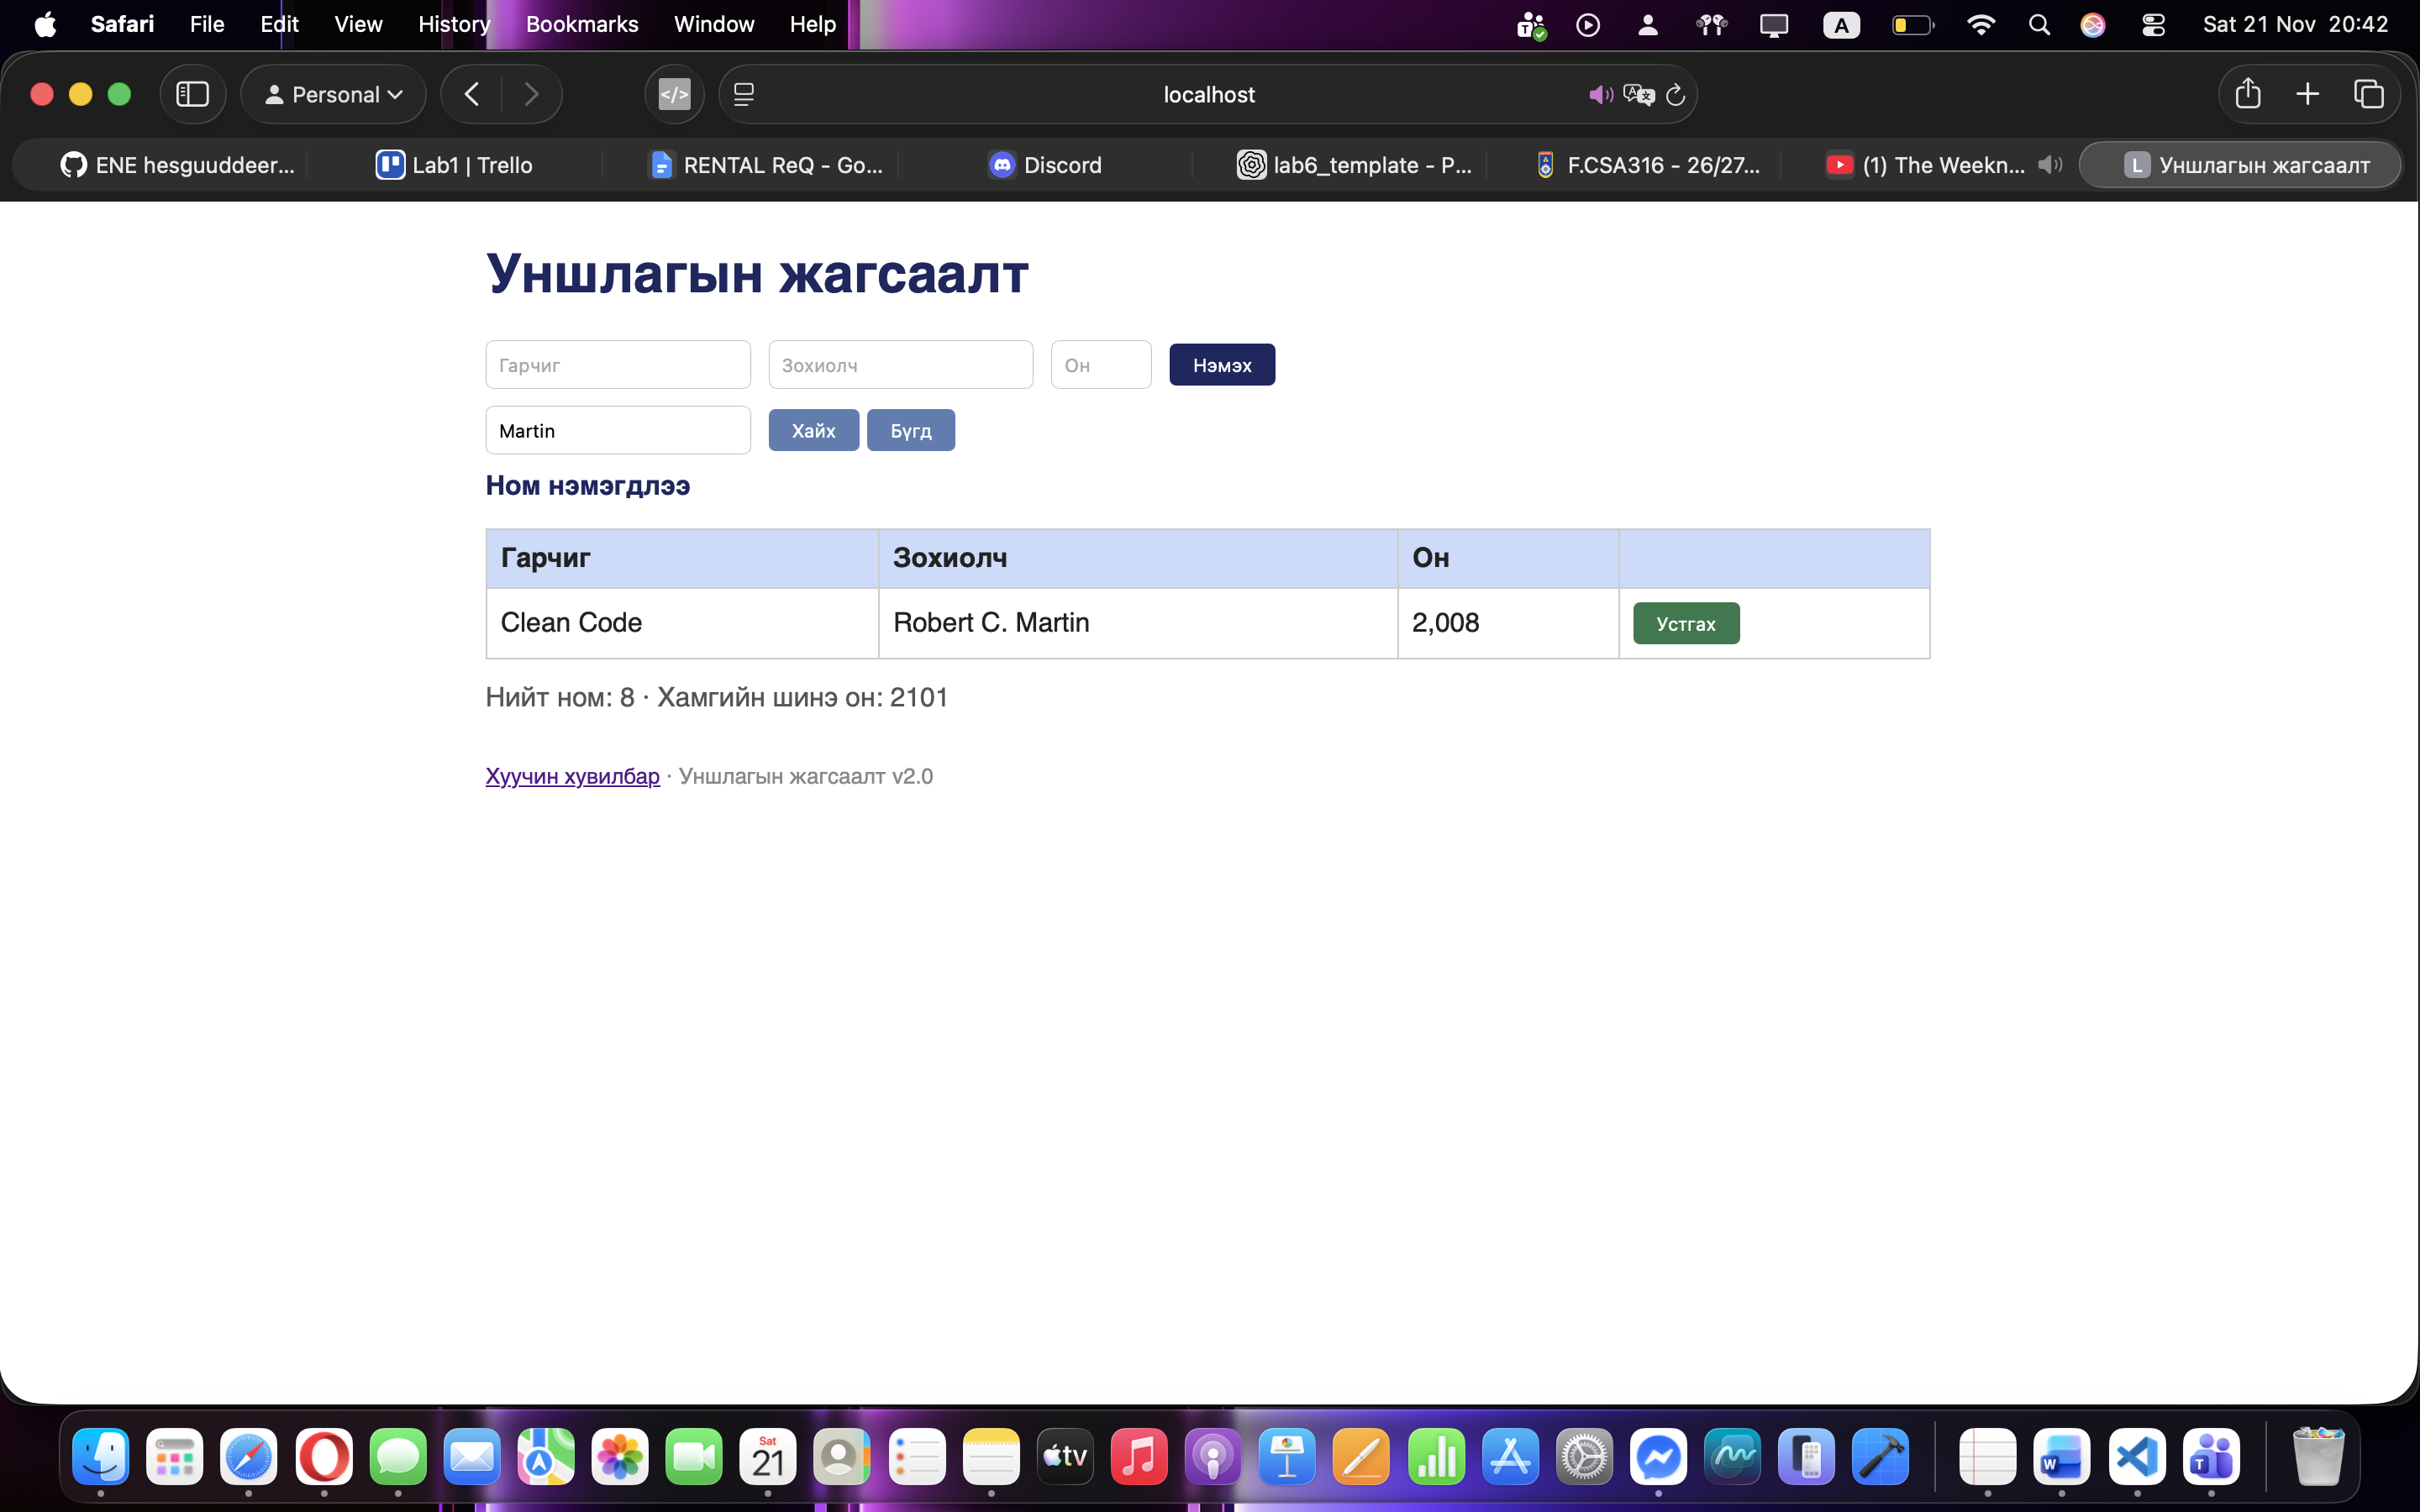 Safari File Edit View History Bookmarks Window Help A Sat 21 Nov 20:42
Personal </> localhost
ENE hesguuddeer... Lab1 | Trello RENTAL ReQ - Go... Discord lab6_template - P... F.CSA316 - 26/27... (1) The Weekn... L Уншлагын жагсаалт
Уншлагын жагсаалт
Гарчиг Зохиолч Он Нэмэх
Martin Хайх Бүгд
Ном нэмэгдлээ
Гарчиг Зохиолч Он
Clean Code Robert C. Martin 2,008 Устгах
Нийт ном: 8 · Хамгийн шинэ он: 2101
Хуучин хувилбар · Уншлагын жагсаалт v2.0
Sat
21
tv
W
T